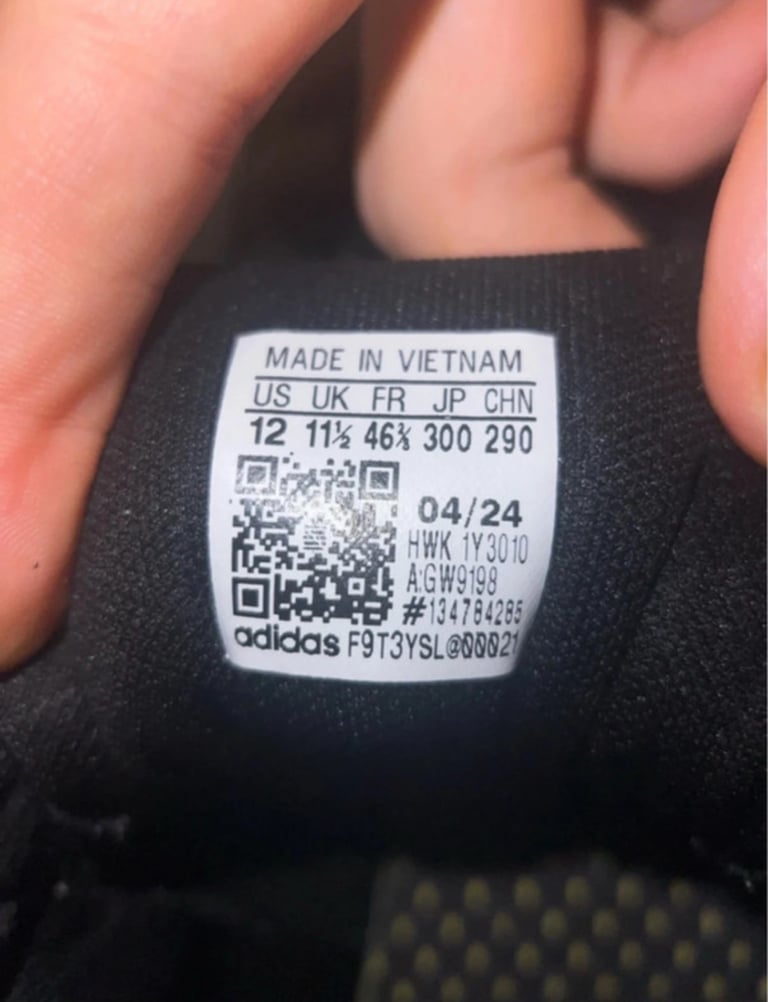 MADE IN VIETNAM
US UK FR JP CHN
12 11½ 46⅔ 300 290
04/24
HWK 1Y3010
A:GW9198
#134784285
adidas F9T3YSL@00021